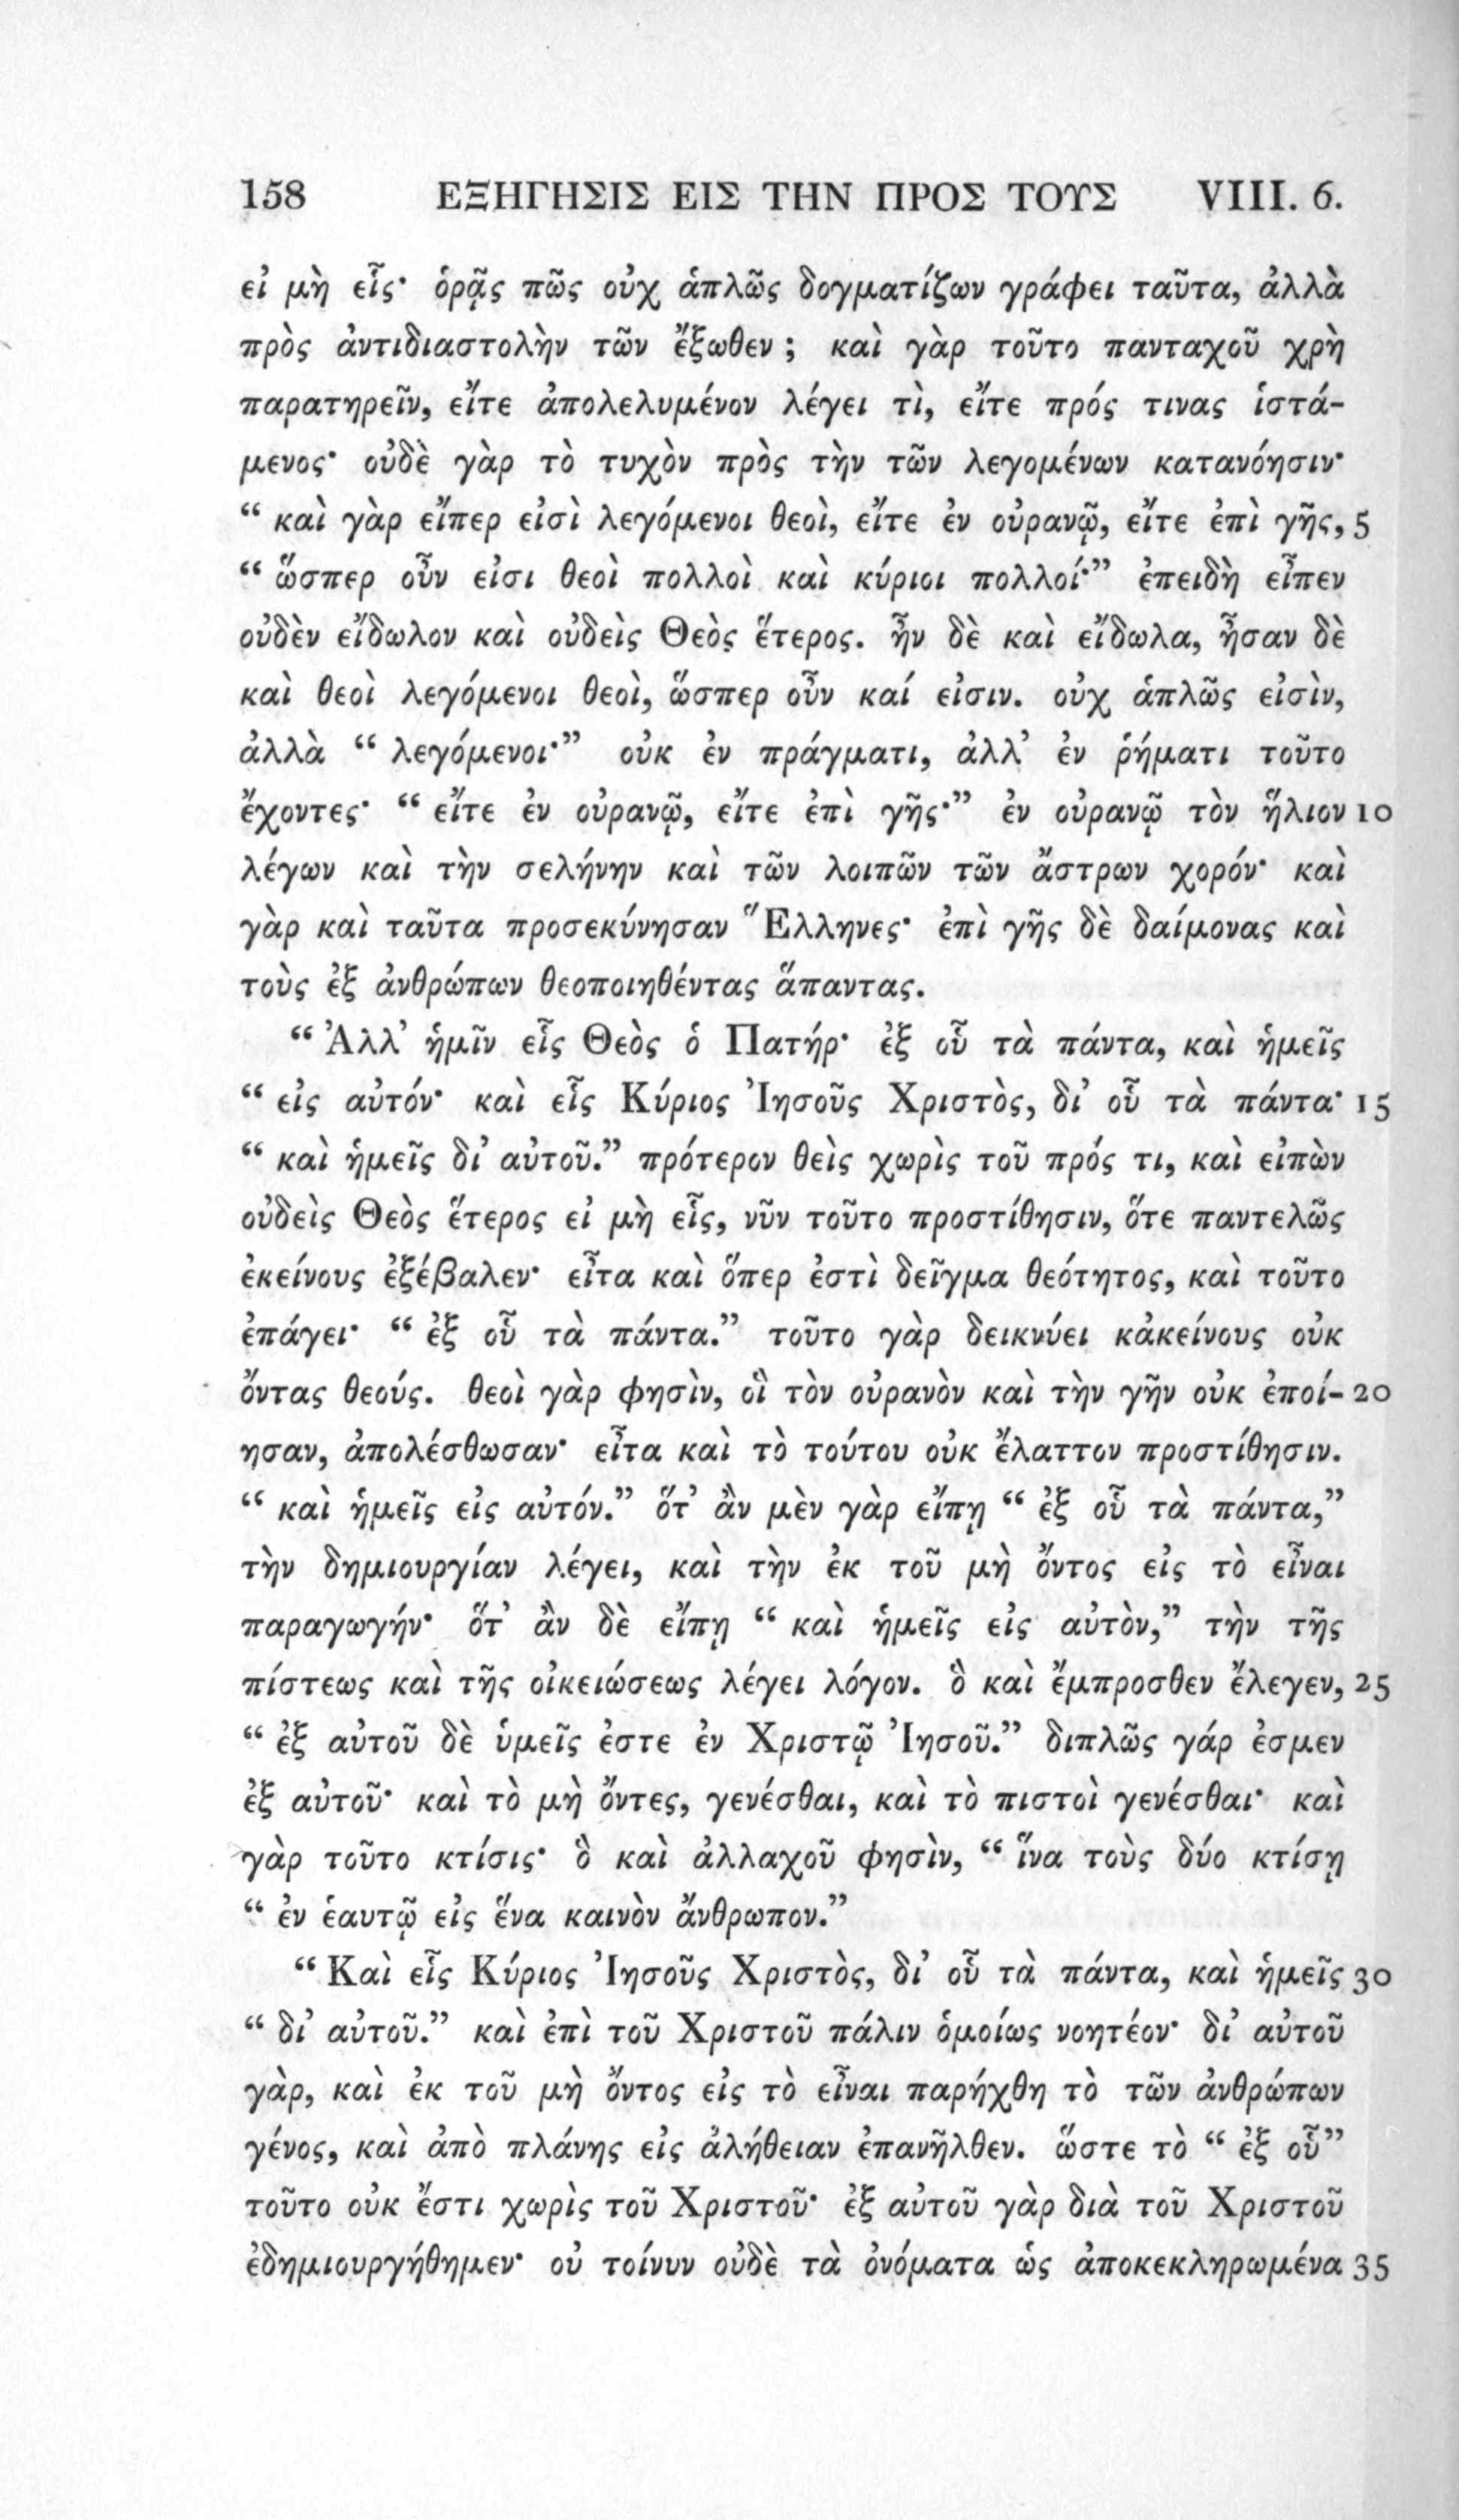 158 ΕΞΗΓΗΣΙΣ ΕΙΣ ΤΗΝ ΠΡΟΣ ΤΟΥΣ VIII. 6.
εἰ μὴ εἷς· ὁρᾷς πῶς οὐχ ἁπλῶς δογματίζων γράφει ταῦτα, ἀλλὰ
πρὸς ἀντιδιαστολὴν τῶν ἔξωθεν ; καὶ γὰρ τοῦτο πανταχοῦ χρὴ
παρατηρεῖν, εἴτε ἀπολελυμένον λέγει τὶ, εἴτε πρός τινας ἱστά-
μενος· οὐδὲ γὰρ τὸ τυχὸν πρὸς τὴν τῶν λεγομένων κατανόησιν·
“ καὶ γὰρ εἴπερ εἰσὶ λεγόμενοι θεοὶ, εἴτε ἐν οὐρανῷ, εἴτε ἐπὶ γῆς, 5
“ ὥσπερ οὖν εἰσι θεοὶ πολλοὶ καὶ κύριοι πολλοί·” ἐπειδὴ εἶπεν
οὐδὲν εἴδωλον καὶ οὐδεὶς Θεὸς ἕτερος. ἦν δὲ καὶ εἴδωλα, ἦσαν δὲ
καὶ θεοὶ λεγόμενοι θεοὶ, ὥσπερ οὖν καί εἰσιν. οὐχ ἁπλῶς εἰσὶν,
ἀλλὰ “ λεγόμενοι·” οὐκ ἐν πράγματι, ἀλλ’ ἐν ῥήματι τοῦτο
ἔχοντες· “ εἴτε ἐν οὐρανῷ, εἴτε ἐπὶ γῆς·” ἐν οὐρανῷ τὸν ἥλιον 10
λέγων καὶ τὴν σελήνην καὶ τῶν λοιπῶν τῶν ἄστρων χορόν· καὶ
γὰρ καὶ ταῦτα προσεκύνησαν Ἕλληνες· ἐπὶ γῆς δὲ δαίμονας καὶ
τοὺς ἐξ ἀνθρώπων θεοποιηθέντας ἅπαντας.
“ Ἀλλ’ ἡμῖν εἷς Θεὸς ὁ Πατήρ· ἐξ οὗ τὰ πάντα, καὶ ἡμεῖς
“ εἰς αὐτόν· καὶ εἷς Κύριος Ἰησοῦς Χριστὸς, δι’ οὗ τὰ πάντα· 15
“ καὶ ἡμεῖς δι’ αὐτοῦ.” πρότερον θεὶς χωρὶς τοῦ πρός τι, καὶ εἰπὼν
οὐδεὶς Θεὸς ἕτερος εἰ μὴ εἷς, νῦν τοῦτο προστίθησιν, ὅτε παντελῶς
ἐκείνους ἐξέβαλεν· εἶτα καὶ ὅπερ ἐστὶ δεῖγμα θεότητος, καὶ τοῦτο
ἐπάγει· “ ἐξ οὗ τὰ πάντα.” τοῦτο γὰρ δεικνύει κἀκείνους οὐκ
ὄντας θεούς. θεοὶ γὰρ φησὶν, οἳ τὸν οὐρανὸν καὶ τὴν γῆν οὐκ ἐποί- 20
ησαν, ἀπολέσθωσαν· εἶτα καὶ τὸ τούτου οὐκ ἔλαττον προστίθησιν.
“ καὶ ἡμεῖς εἰς αὐτόν.” ὅτ’ ἂν μὲν γὰρ εἴπῃ “ ἐξ οὗ τὰ πάντα,”
τὴν δημιουργίαν λέγει, καὶ τὴν ἐκ τοῦ μὴ ὄντος εἰς τὸ εἶναι
παραγωγήν· ὅτ’ ἂν δὲ εἴπῃ “ καὶ ἡμεῖς εἰς αὐτὸν,” τὴν τῆς
πίστεως καὶ τῆς οἰκειώσεως λέγει λόγον. ὃ καὶ ἔμπροσθεν ἔλεγεν, 25
“ ἐξ αὐτοῦ δὲ ὑμεῖς ἐστε ἐν Χριστῷ Ἰησοῦ.” διπλῶς γάρ ἐσμεν
ἐξ αὐτοῦ· καὶ τὸ μὴ ὄντες, γενέσθαι, καὶ τὸ πιστοὶ γενέσθαι· καὶ
γὰρ τοῦτο κτίσις· ὃ καὶ ἀλλαχοῦ φησὶν, “ ἵνα τοὺς δύο κτίσῃ
“ ἐν ἑαυτῷ εἰς ἕνα καινὸν ἄνθρωπον.”
“ Καὶ εἷς Κύριος Ἰησοῦς Χριστὸς, δι’ οὗ τὰ πάντα, καὶ ἡμεῖς 30
“ δι’ αὐτοῦ.” καὶ ἐπὶ τοῦ Χριστοῦ πάλιν ὁμοίως νοητέον· δι’ αὐτοῦ
γὰρ, καὶ ἐκ τοῦ μὴ ὄντος εἰς τὸ εἶναι παρήχθη τὸ τῶν ἀνθρώπων
γένος, καὶ ἀπὸ πλάνης εἰς ἀλήθειαν ἐπανῆλθεν. ὥστε τὸ “ ἐξ οὗ”
τοῦτο οὐκ ἔστι χωρὶς τοῦ Χριστοῦ· ἐξ αὐτοῦ γὰρ διὰ τοῦ Χριστοῦ
ἐδημιουργήθημεν· οὐ τοίνυν οὐδὲ τὰ ὀνόματα ὡς ἀποκεκληρωμένα 35